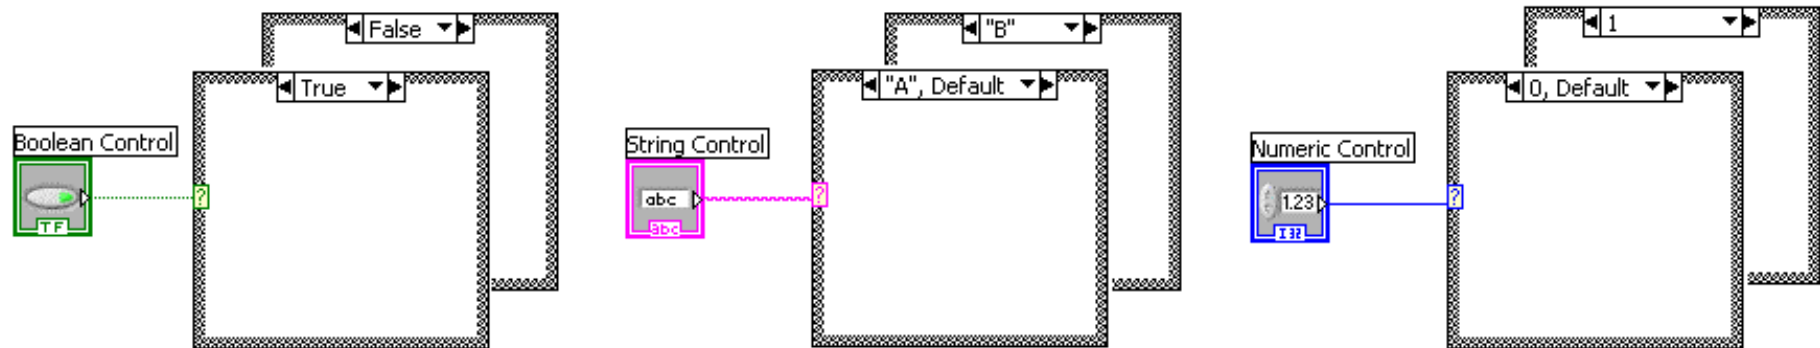 False
True
Boolean Control
?
TF
"B"
"A", Default
String Control
abc
?
abc
1
0, Default
Numeric Control
1.23
?
I32